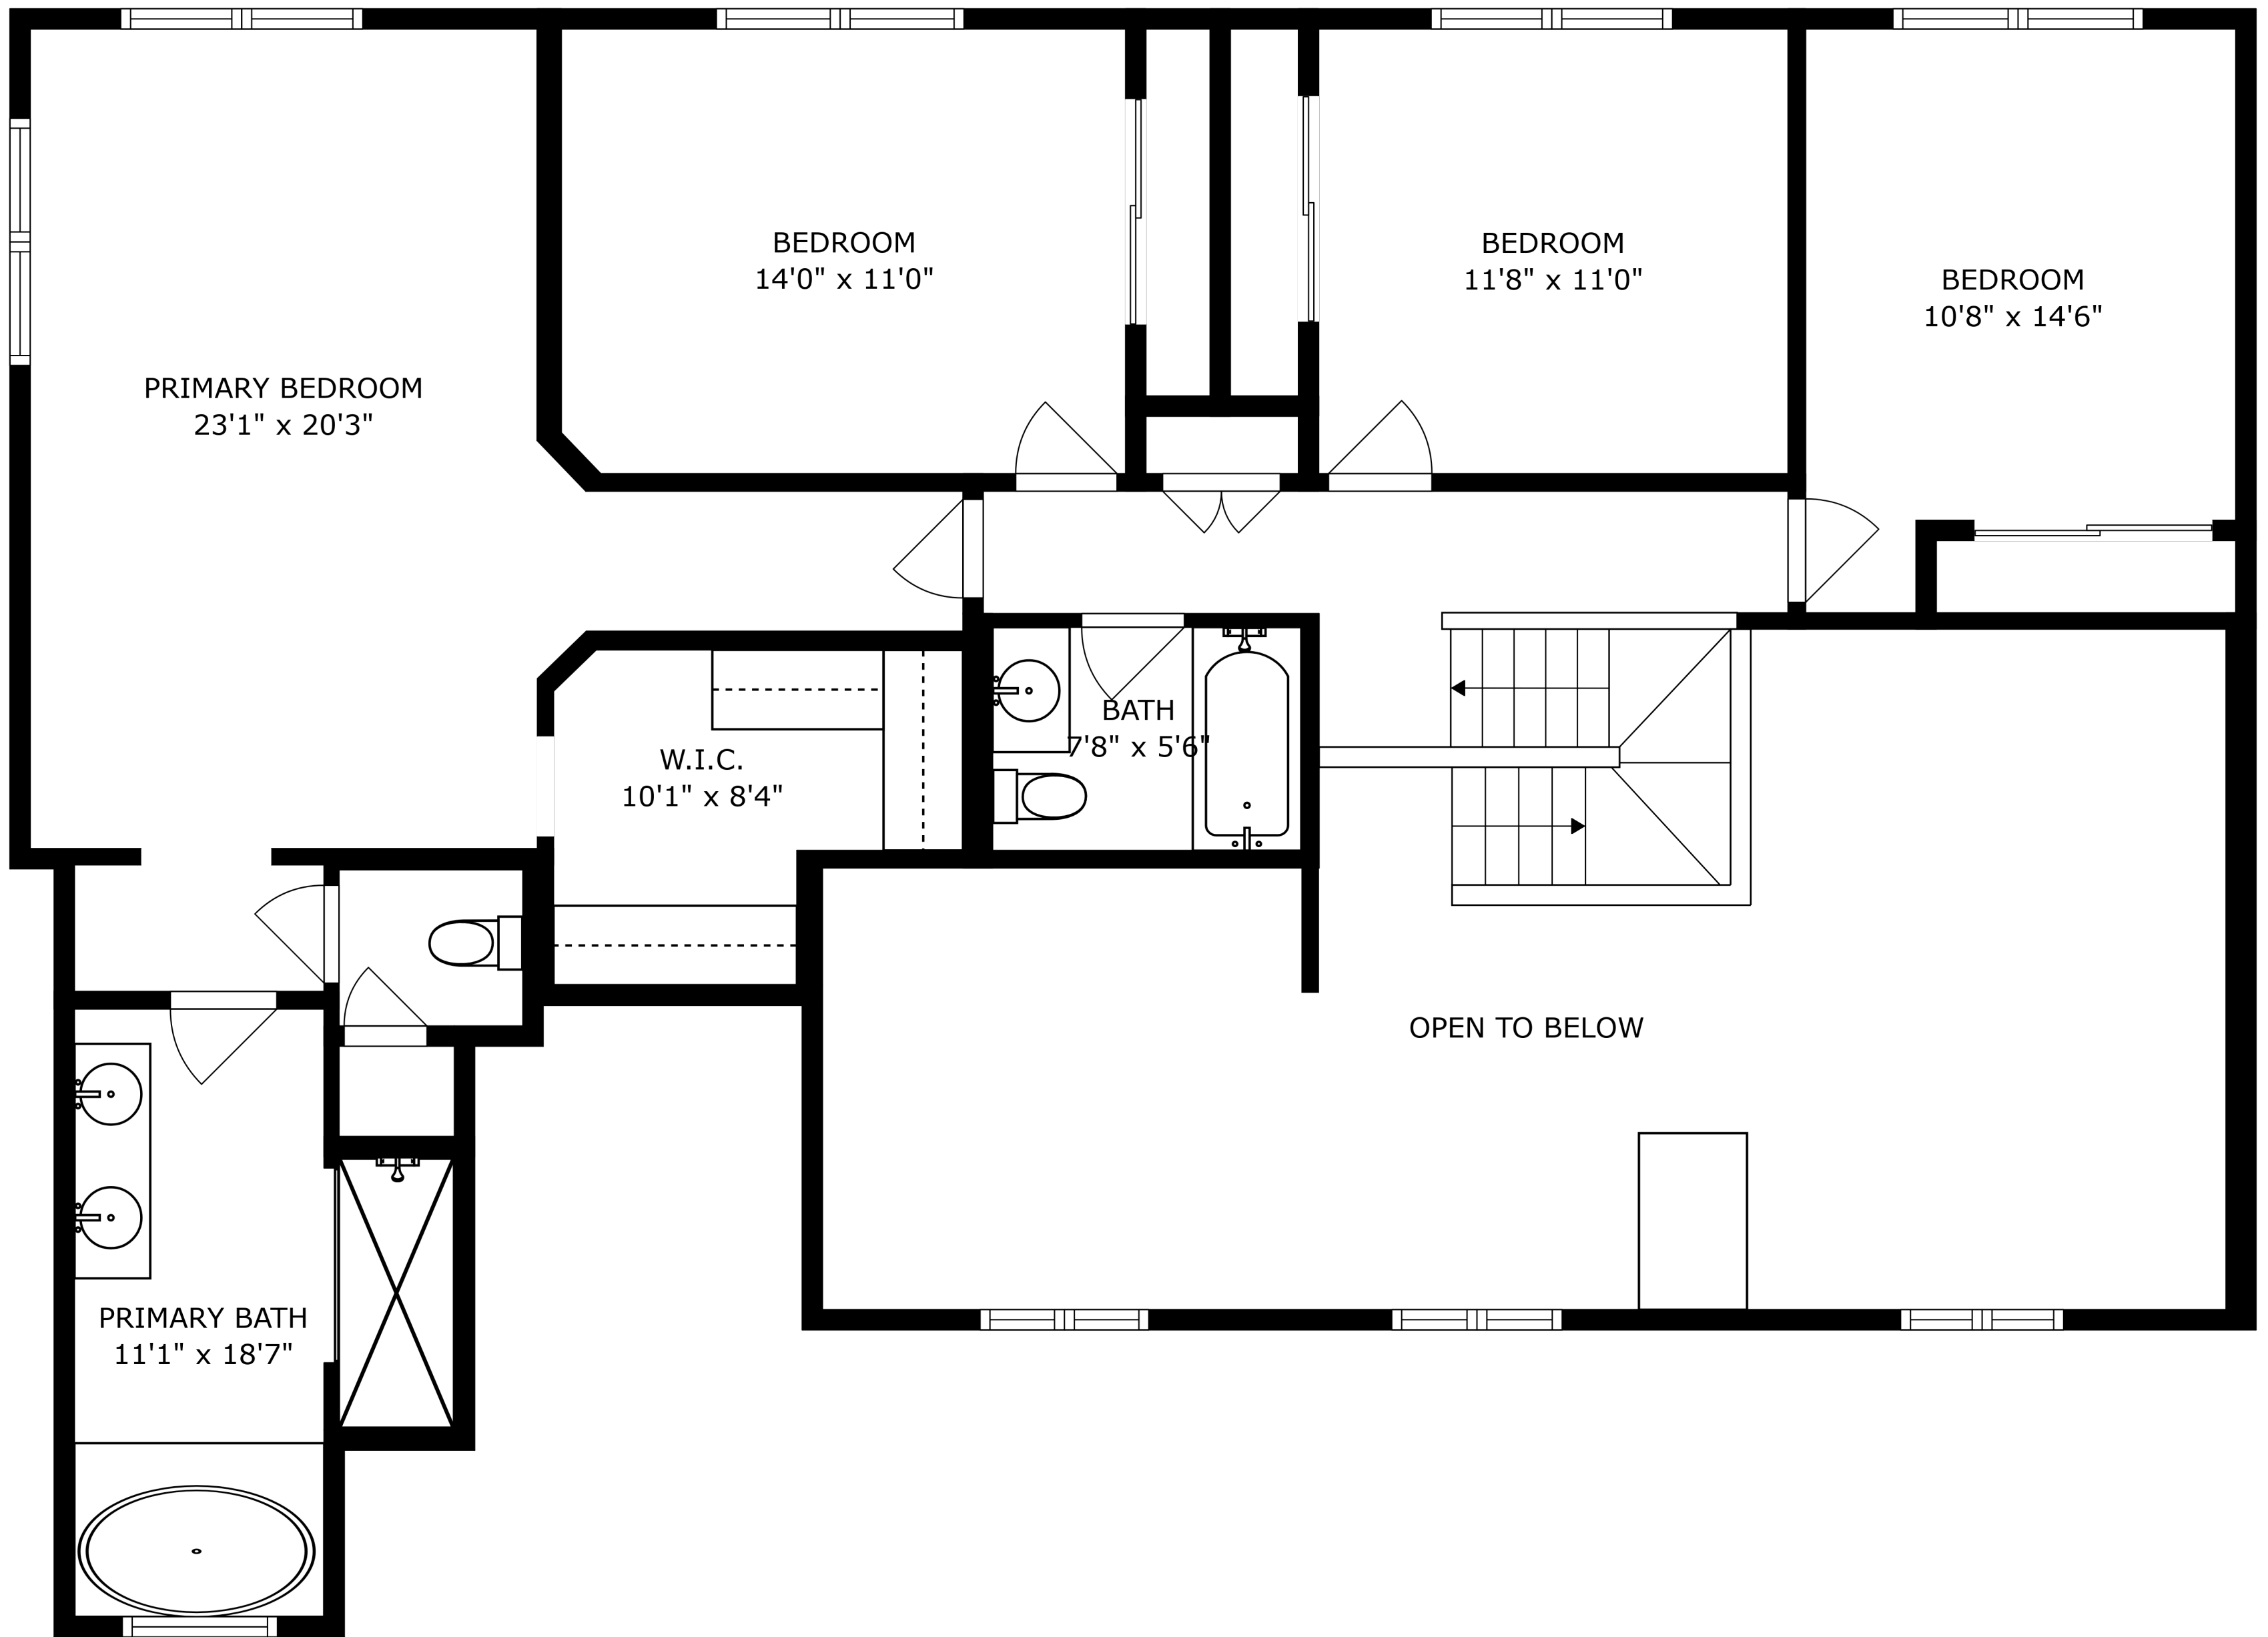 BEDROOM
14'0" x 11'0"
BEDROOM
11'8" x 11'0"
BEDROOM
10'8" x 14'6"
PRIMARY BEDROOM
23'1" x 20'3"
W.I.C.
10'1" x 8'4"
BATH
7'8" x 5'6"
OPEN TO BELOW
PRIMARY BATH
11'1" x 18'7"